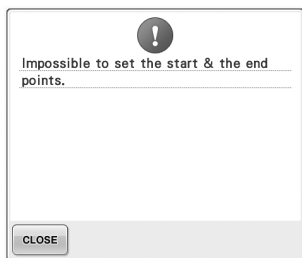 Impossible to set the start & the end
points.
CLOSE